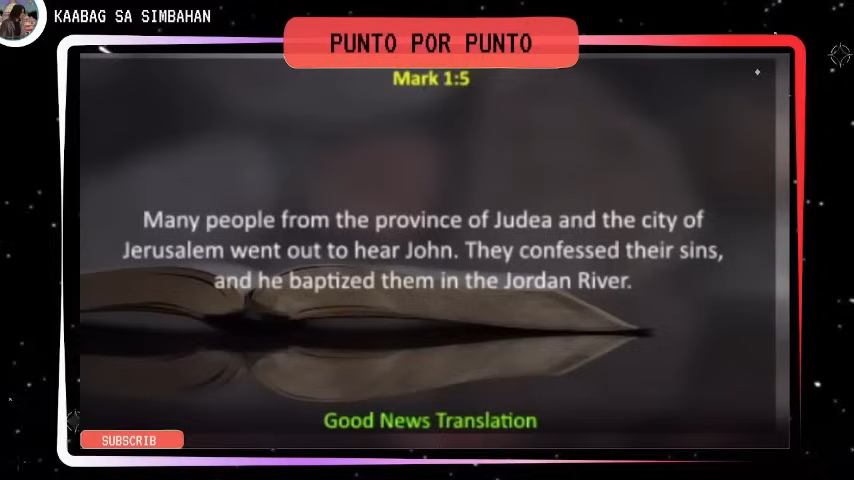 KAABAG SA SIMBAHAN
PUNTO POR PUNTO
Mark 1:5
Many people from the province of Judea and the city of
Jerusalem went out to hear John. They confessed their sins,
and he baptized them in the Jordan River.
Good News Translation
SUBSCRIB